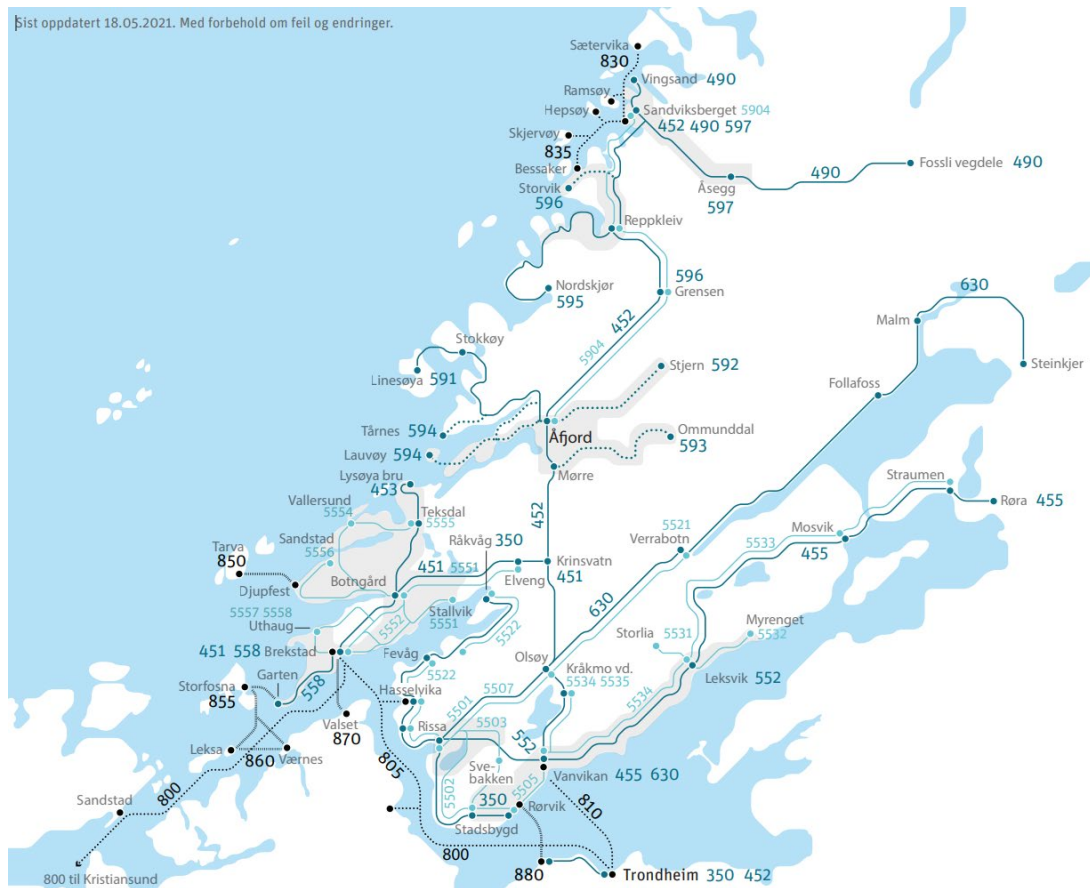 Sist oppdatert 18.05.2021. Med forbehold om feil og endringer.
Sætervika
830
Vingsand 490
Ramsøy
Hepsøy
Sandviksberget 5904
452 490 597
Skjervøy
835
Bessaker
Storvik
596
490
Fossli vegdele 490
Åsegg
597
Reppkleiv
Nordskjør
595
596
Grensen
630
Malm
452
5904
Stokkøy
Linesøya 591
Stjern 592
Steinkjer
Follafoss
Tårnes 594
Åfjord
Ommunddal
593
Lauvøy 594
Mørre
Lysøya bru
453
Straumen
Røra 455
Vallersund
5554
Teksdal
5555
452
Sandstad
5556
Råkvåg 350
5521
Verrabotn
Mosvik
5533
455
Tarva
850
Djupfest
Botngård
451
5551
Elveng
Krinsvatn
451
5557 5558
Uthaug
5552
Stallvik
5551
630
451 558 Brekstad
5522
Storlia
5531
Myrenget
5532
Fevåg
5522
Olsøy
Kråkmo vd.
5534 5535
Leksvik 552
Garten
558
Storfosna
855
Hasselvika
5507
5501
5534
Valset
870
Rissa
5503
552
Leksa
860
Værnes
805
Sve-
bakken
Vanvikan 455 630
5502
5505
800
350
Rørvik
810
Sandstad
Stadsbygd
800
800 til Kristiansund
880
Trondheim 350 452